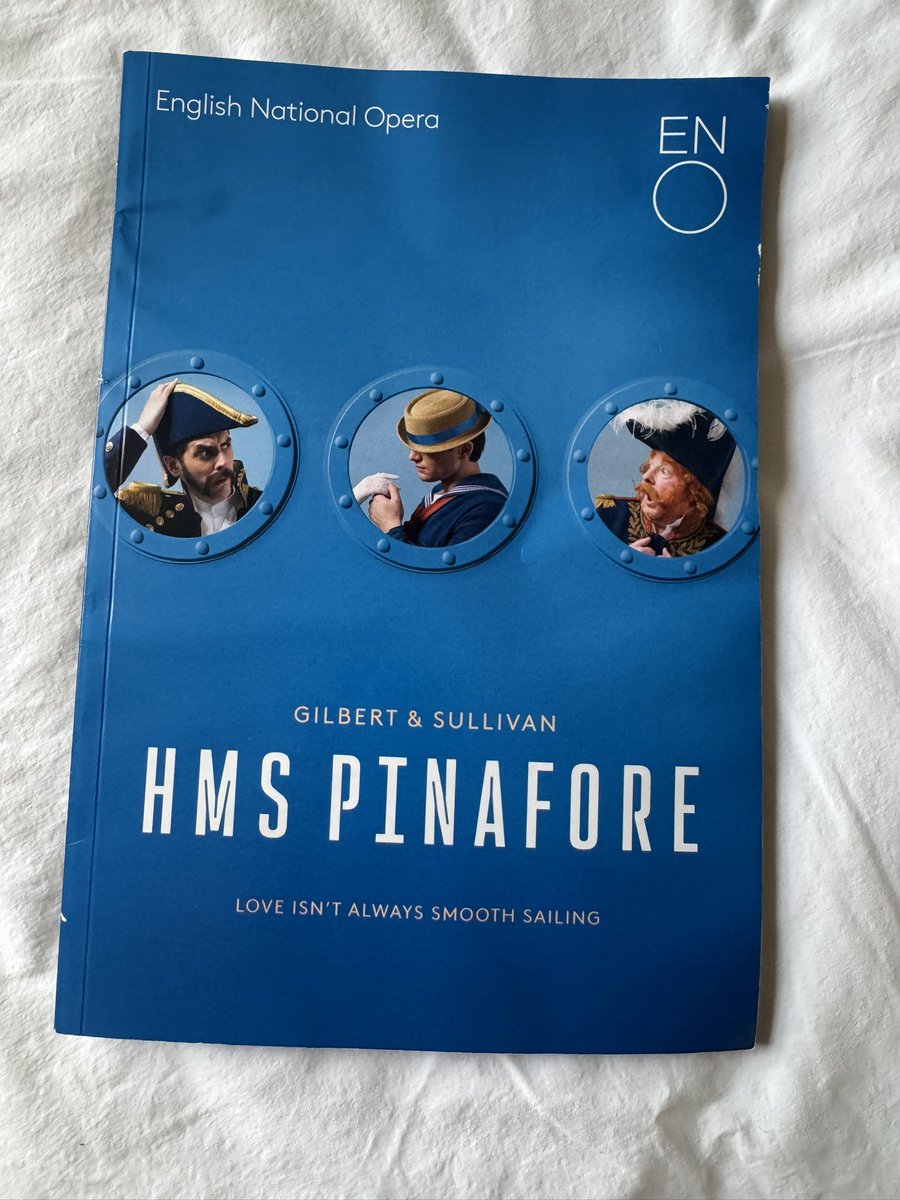 English National Opera
EN
O
GILBERT & SULLIVAN
HMS PINAFORE
LOVE ISN'T ALWAYS SMOOTH SAILING